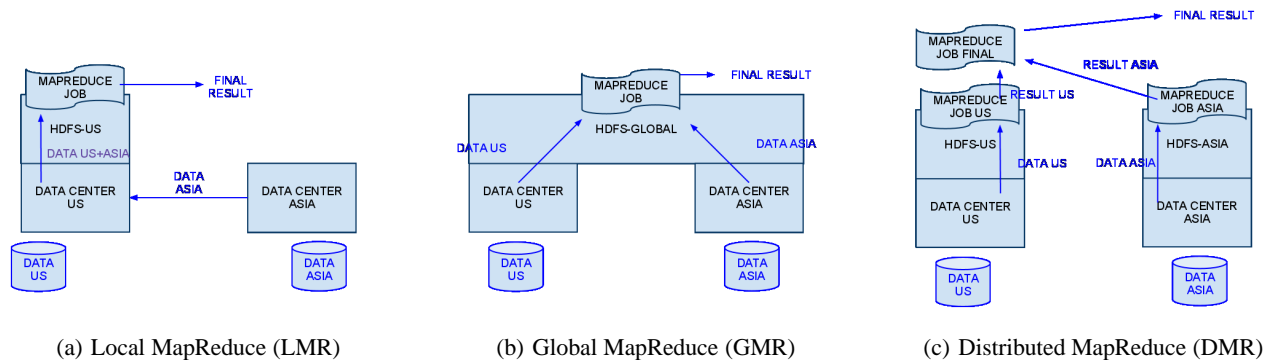 MAPREDUCE
JOB
FINAL
RESULT
HDFS-US
DATA US+ASIA
DATA CENTER
US
DATA
ASIA
DATA CENTER
ASIA
DATA
US
DATA
ASIA
(a) Local MapReduce (LMR)
MAPREDUCE
JOB
FINAL RESULT
HDFS-GLOBAL
DATA US
DATA ASIA
DATA CENTER
US
DATA CENTER
ASIA
DATA
US
DATA
ASIA
(b) Global MapReduce (GMR)
FINAL RESULT
MAPREDUCE
JOB FINAL
RESULT ASIA
RESULT US
MAPREDUCE
JOB US
MAPREDUCE
JOB ASIA
HDFS-US
HDFS-ASIA
DATA US
DATA ASIA
DATA CENTER
US
DATA CENTER
ASIA
DATA
US
DATA
ASIA
(c) Distributed MapReduce (DMR)